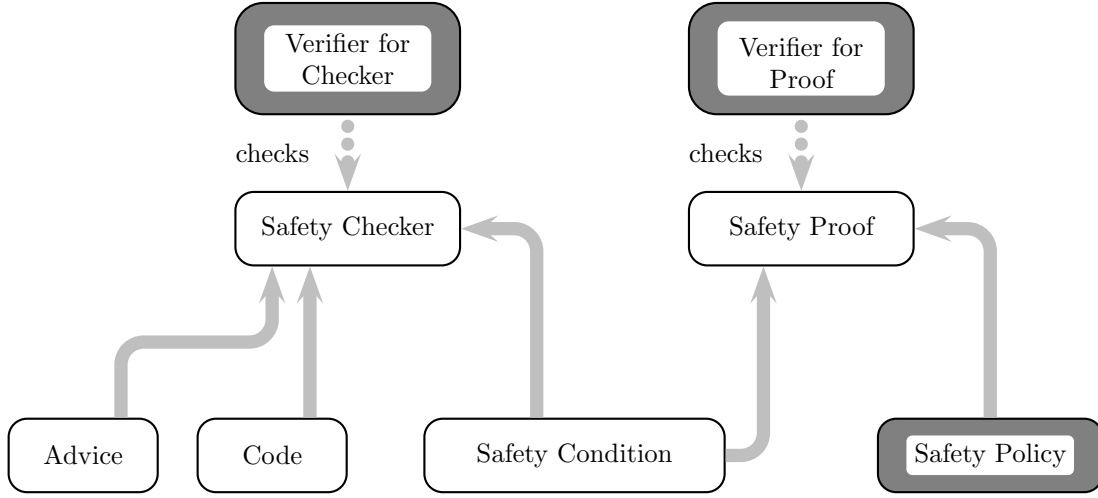 Verifier for
Checker
Verifier for
Proof
checks
checks
Safety Checker
Safety Proof
Advice
Code
Safety Condition
Safety Policy